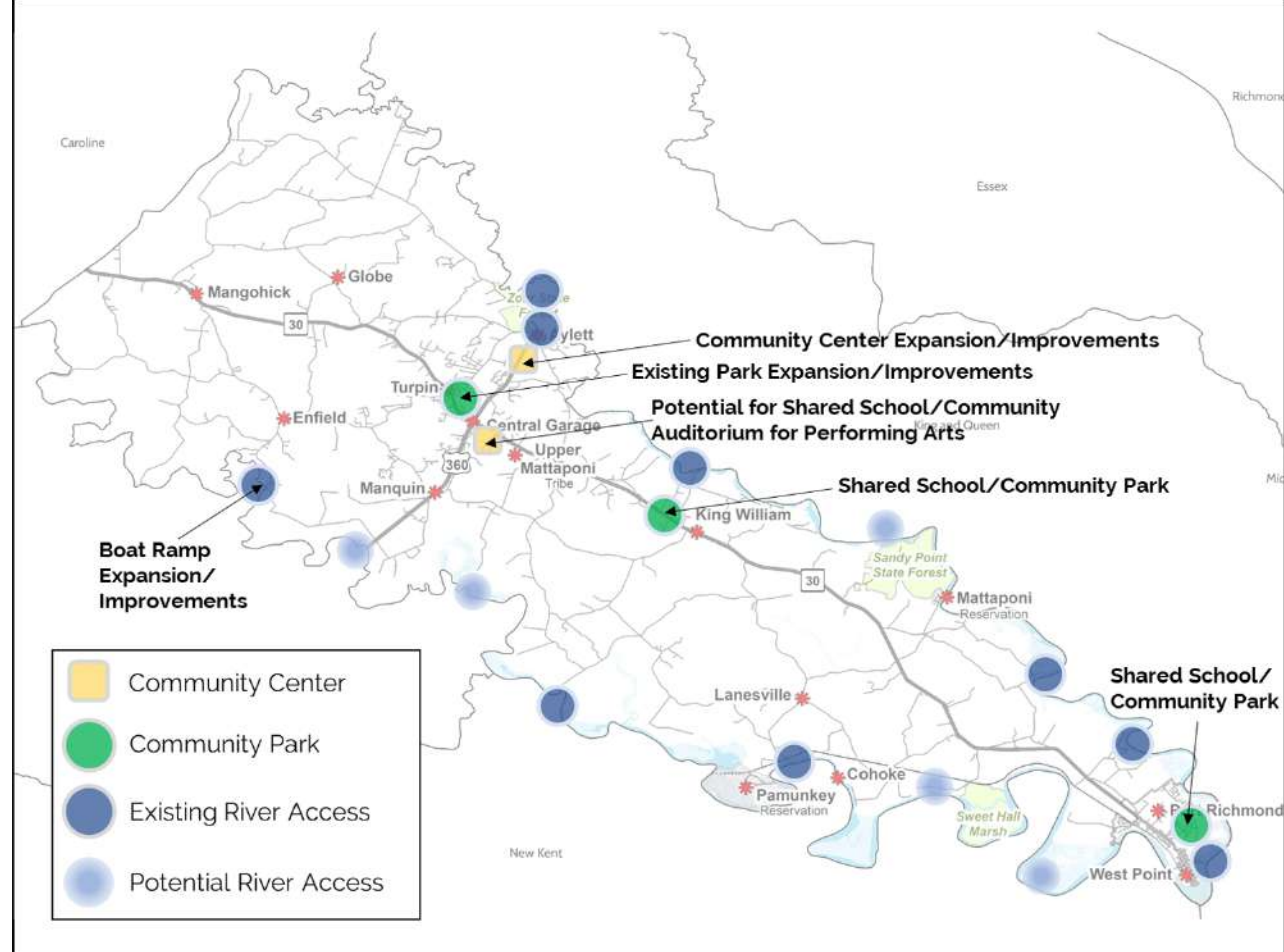 Richmond
Caroline
Essex
Globe
Mangohick
30
Aylett
Community Center Expansion/Improvements
Existing Park Expansion/Improvements
Turpin
Potential for Shared School/Community
Auditorium for Performing Arts
Enfield
Central Garage
King and Queen
Upper
Mattaponi
Tribe
360
Manquin
Shared School/Community Park
King William
Boat Ramp
Expansion/
Improvements
Sandy Point
State Forest
30
Mattaponi
Reservation
Community Center
Community Park
Existing River Access
Potential River Access
Lanesville
Shared School/
Community Park
Cohoke
Pamunkey
Reservation
Sweet Hall
Marsh
Richmond
New Kent
West Point